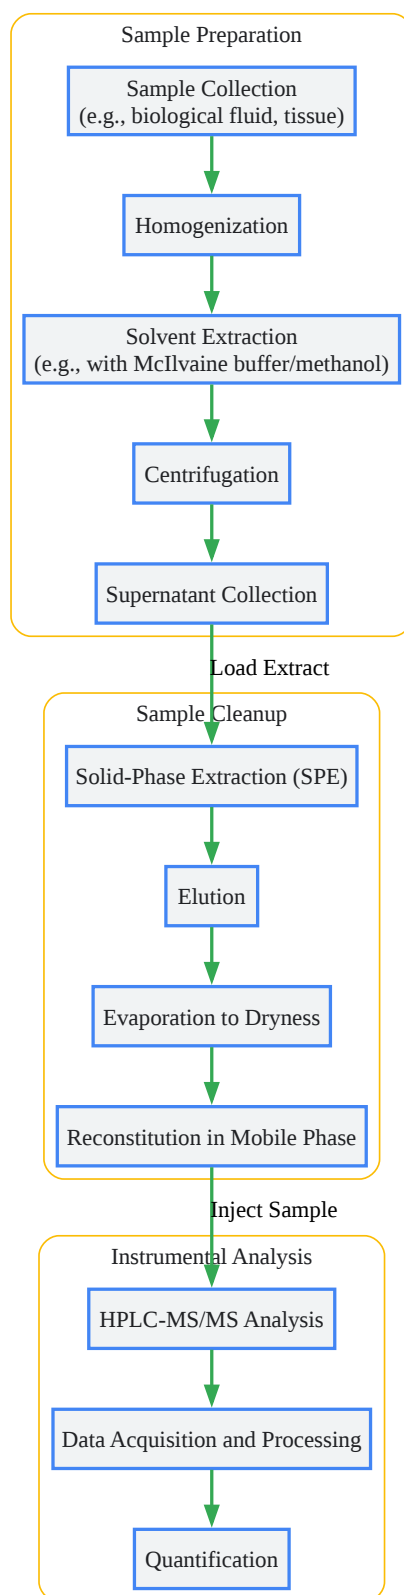 Sample Preparation
Sample Collection
(e.g., biological fluid, tissue)
Homogenization
Solvent Extraction
(e.g., with McIlvaine buffer/methanol)
Centrifugation
Supernatant Collection
Load Extract
Sample Cleanup
Solid-Phase Extraction (SPE)
Elution
Evaporation to Dryness
Reconstitution in Mobile Phase
Inject Sample
Instrumental Analysis
HPLC-MS/MS Analysis
Data Acquisition and Processing
Quantification